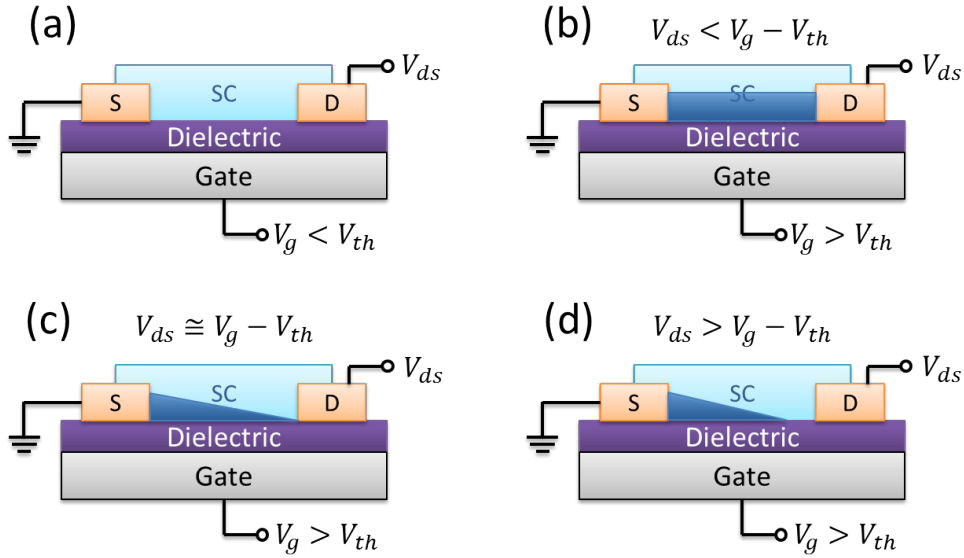 (a)
V_ds
S
SC
D
Dielectric
Gate
V_g < V_th
(b)
V_ds < V_g − V_th
V_ds
S
SC
D
Dielectric
Gate
V_g > V_th
(c)
V_ds ≅ V_g − V_th
V_ds
S
SC
D
Dielectric
Gate
V_g > V_th
(d)
V_ds > V_g − V_th
V_ds
S
SC
D
Dielectric
Gate
V_g > V_th